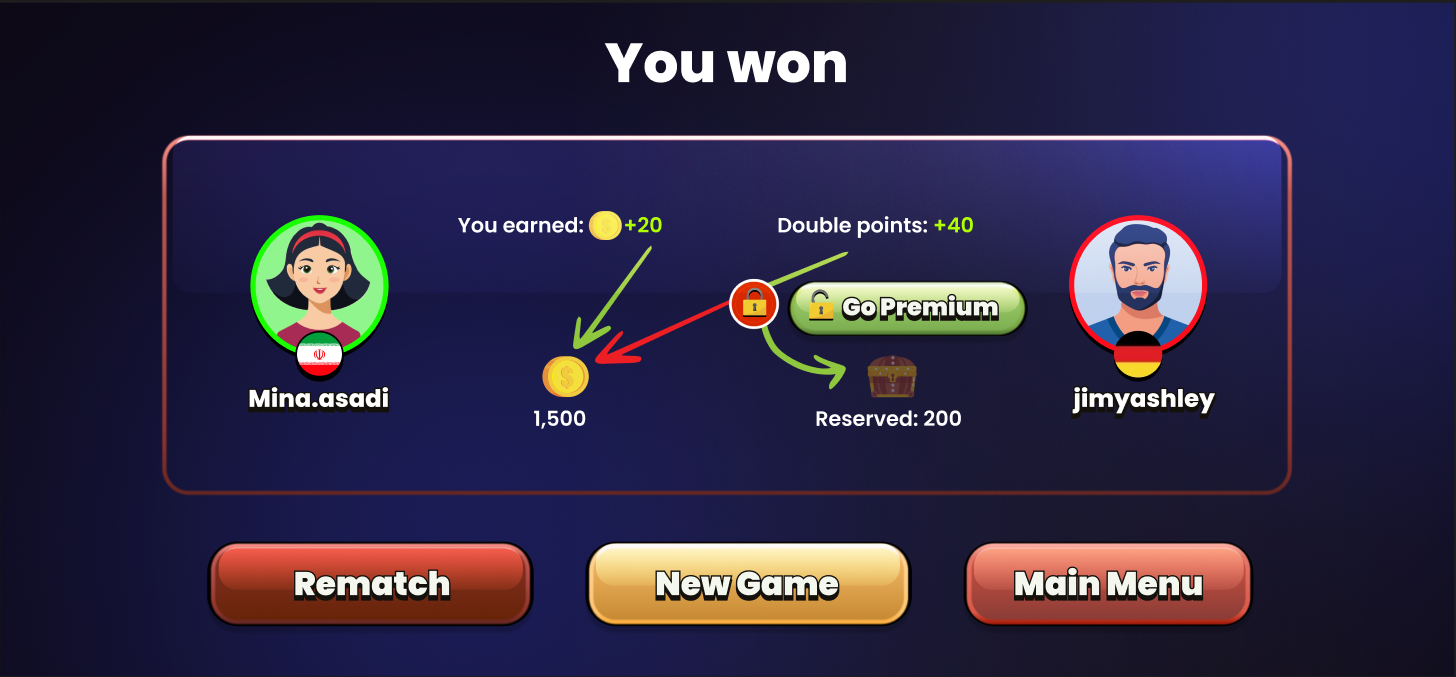 You won
You earned: +20
Double points: +40
Go Premium
1,500
Reserved: 200
Mina.asadi
jimyashley
Rematch
New Game
Main Menu